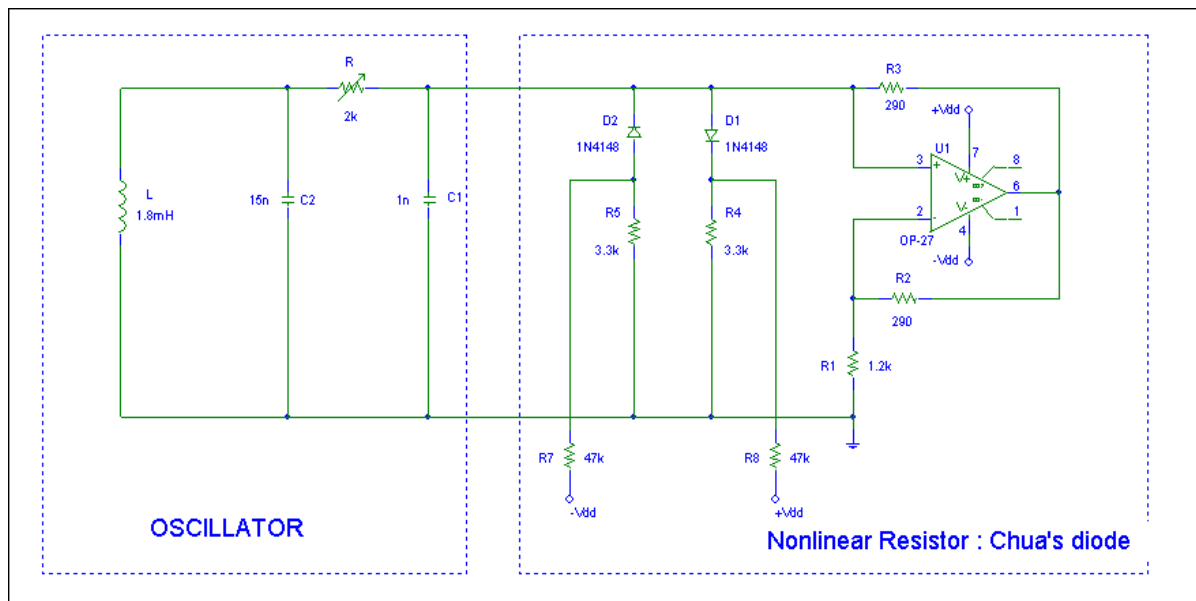 R
2k
L
1.8mH
15n
C2
1n
C1
OSCILLATOR
D2
1N4148
D1
1N4148
R5
3.3k
R4
3.3k
R7
47k
-Vdd
R8
47k
+Vdd
R3
290
+Vdd
U1
7
3
+
V+
8
6
2
-
V-
1
4
OP-27
-Vdd
R2
290
R1
1.2k
Nonlinear Resistor : Chua's diode